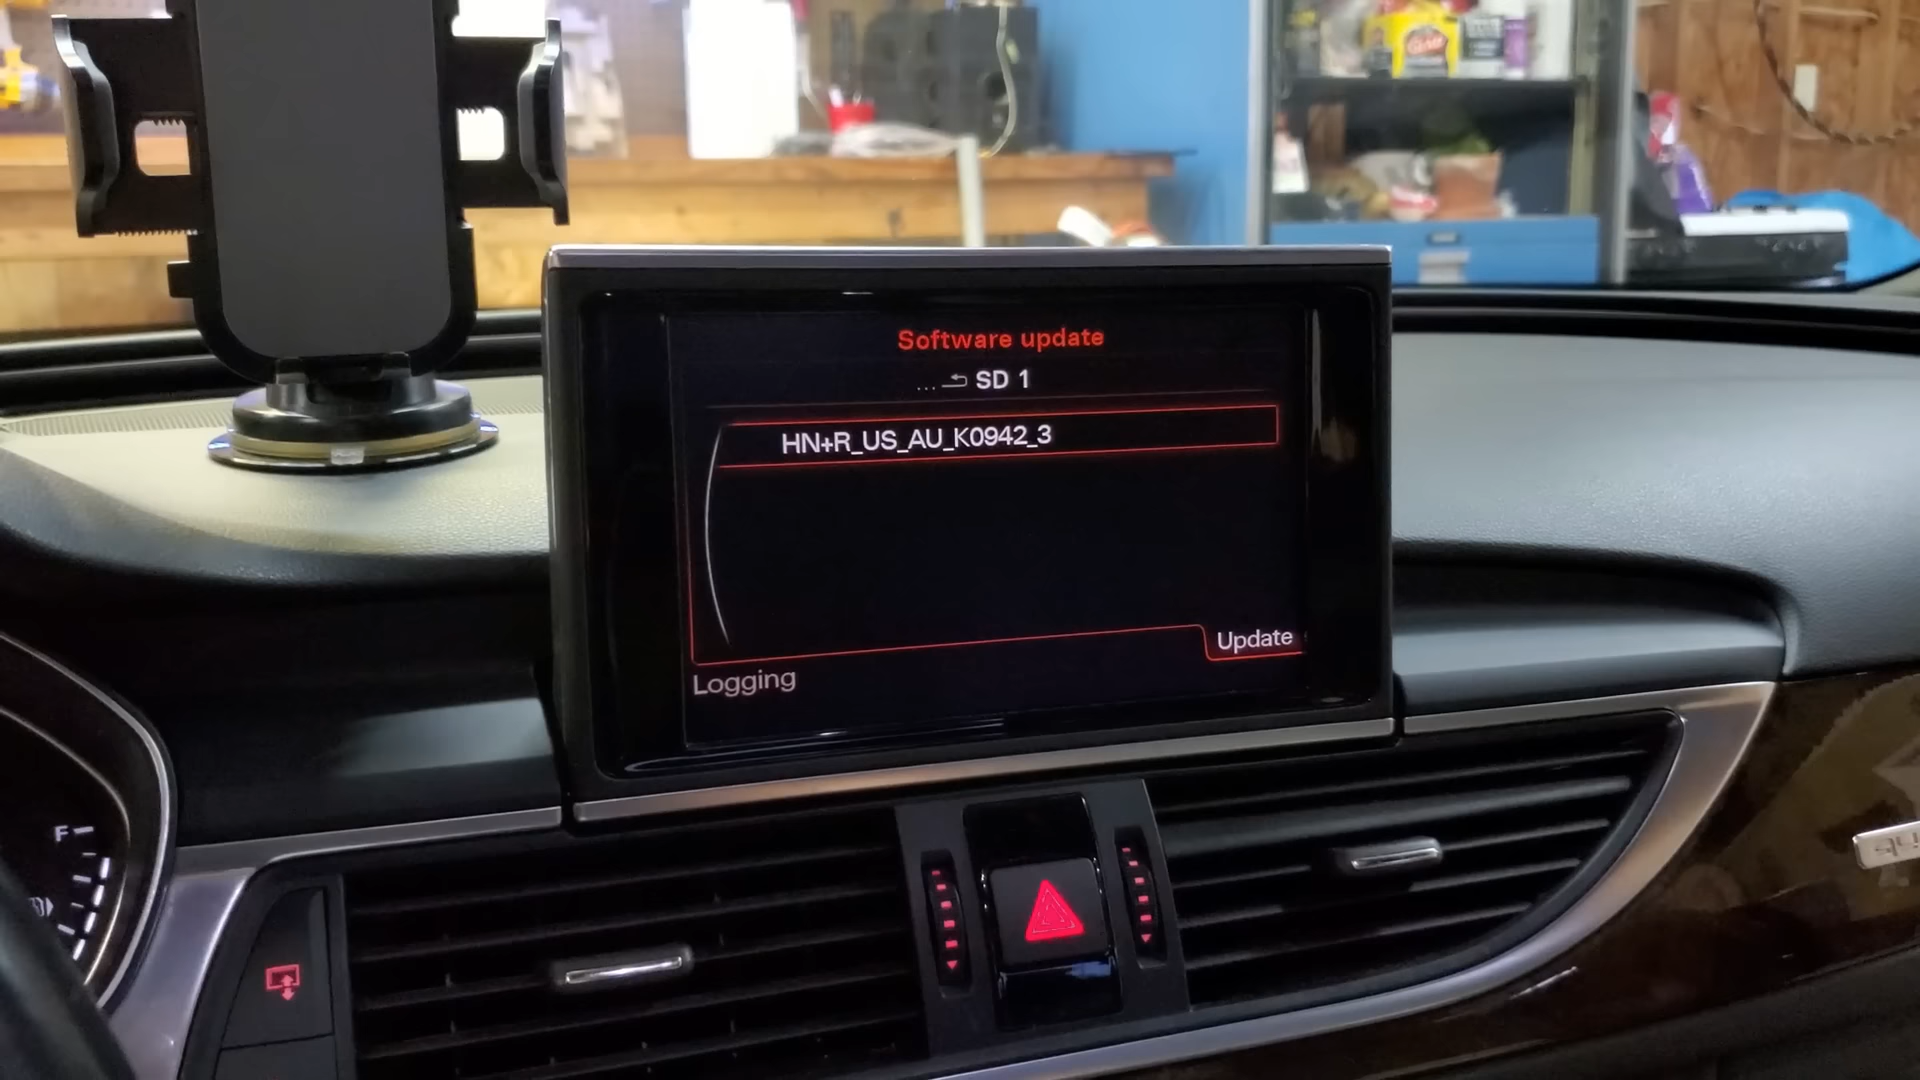 Software update
... SD 1
HN+R_US_AU_K0942_3
Update
Logging
F